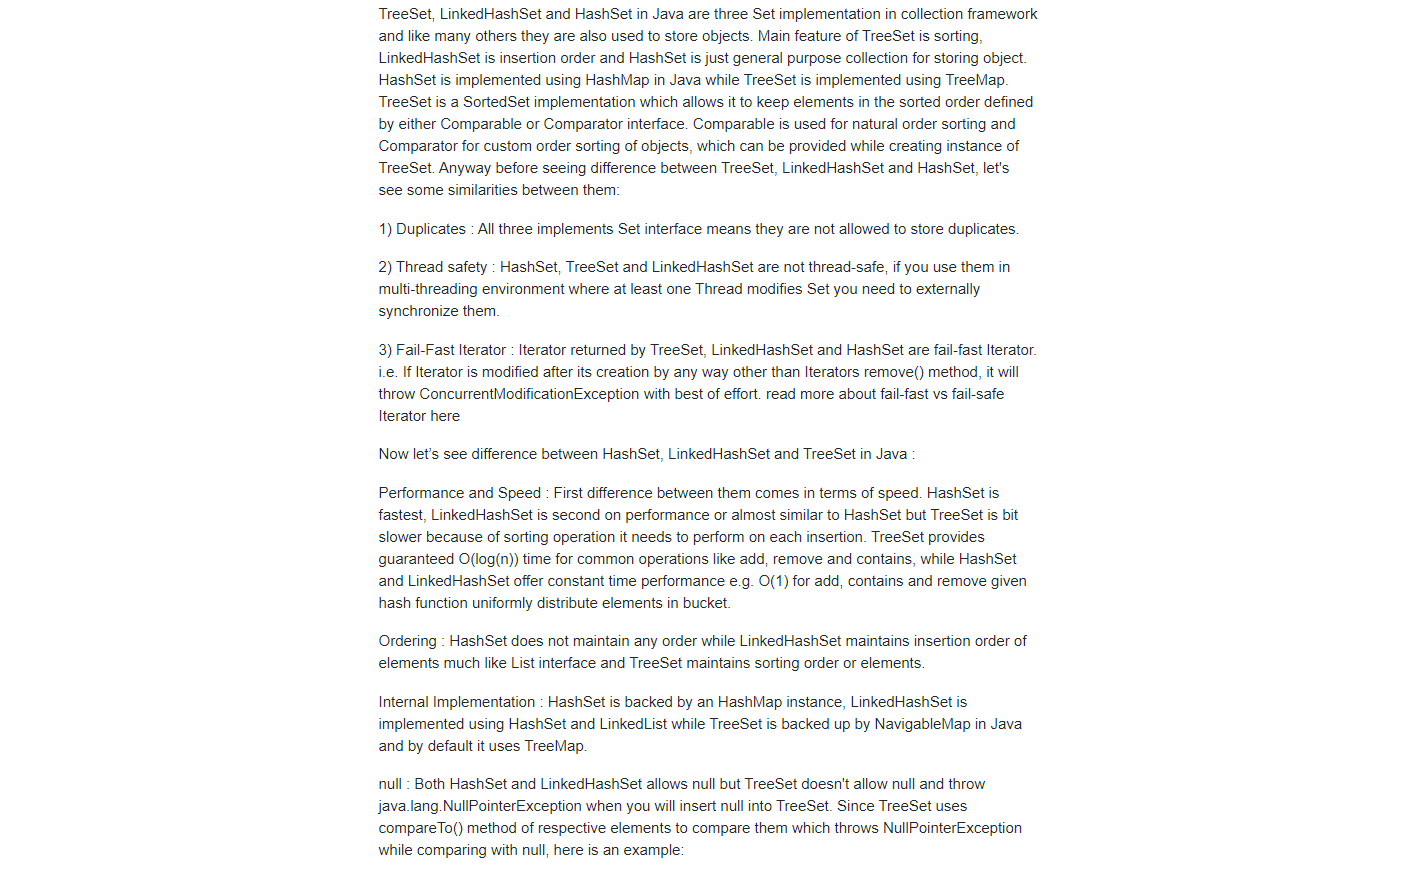 TreeSet, LinkedHashSet and HashSet in Java are three Set implementation in collection framework
and like many others they are also used to store objects. Main feature of TreeSet is sorting,
LinkedHashSet is insertion order and HashSet is just general purpose collection for storing object.
HashSet is implemented using HashMap in Java while TreeSet is implemented using TreeMap.
TreeSet is a SortedSet implementation which allows it to keep elements in the sorted order defined
by either Comparable or Comparator interface. Comparable is used for natural order sorting and
Comparator for custom order sorting of objects, which can be provided while creating instance of
TreeSet. Anyway before seeing difference between TreeSet, LinkedHashSet and HashSet, let's
see some similarities between them:
1) Duplicates : All three implements Set interface means they are not allowed to store duplicates.
2) Thread safety : HashSet, TreeSet and LinkedHashSet are not thread-safe, if you use them in
multi-threading environment where at least one Thread modifies Set you need to externally
synchronize them.
3) Fail-Fast Iterator : Iterator returned by TreeSet, LinkedHashSet and HashSet are fail-fast Iterator.
i.e. If Iterator is modified after its creation by any way other than Iterators remove() method, it will
throw ConcurrentModificationException with best of effort. read more about fail-fast vs fail-safe
Iterator here
Now let’s see difference between HashSet, LinkedHashSet and TreeSet in Java :
Performance and Speed : First difference between them comes in terms of speed. HashSet is
fastest, LinkedHashSet is second on performance or almost similar to HashSet but TreeSet is bit
slower because of sorting operation it needs to perform on each insertion. TreeSet provides
guaranteed O(log(n)) time for common operations like add, remove and contains, while HashSet
and LinkedHashSet offer constant time performance e.g. O(1) for add, contains and remove given
hash function uniformly distribute elements in bucket.
Ordering : HashSet does not maintain any order while LinkedHashSet maintains insertion order of
elements much like List interface and TreeSet maintains sorting order or elements.
Internal Implementation : HashSet is backed by an HashMap instance, LinkedHashSet is
implemented using HashSet and LinkedList while TreeSet is backed up by NavigableMap in Java
and by default it uses TreeMap.
null : Both HashSet and LinkedHashSet allows null but TreeSet doesn't allow null and throw
java.lang.NullPointerException when you will insert null into TreeSet. Since TreeSet uses
compareTo() method of respective elements to compare them which throws NullPointerException
while comparing with null, here is an example: